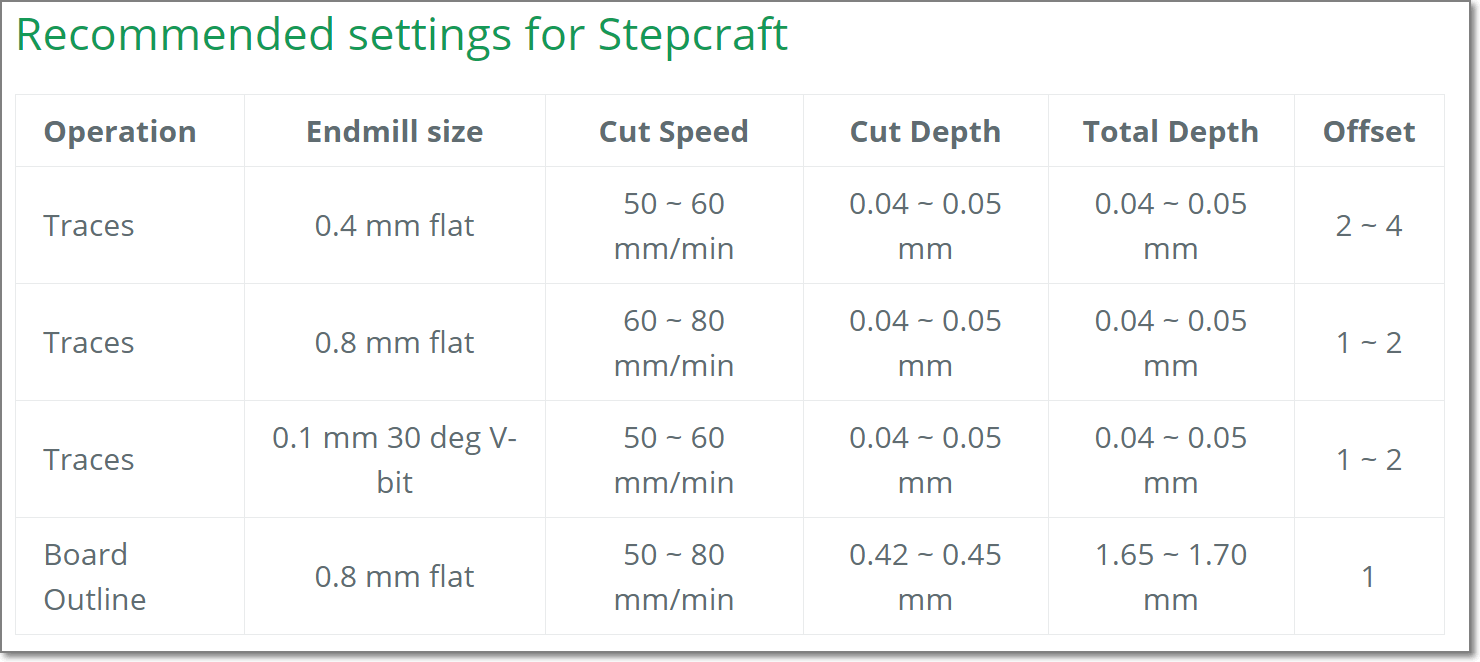 Recommended settings for Stepcraft
Operation Endmill size Cut Speed Cut Depth Total Depth Offset
Traces 0.4 mm flat 50 ~ 60 mm/min 0.04 ~ 0.05 mm 0.04 ~ 0.05 mm 2 ~ 4
Traces 0.8 mm flat 60 ~ 80 mm/min 0.04 ~ 0.05 mm 0.04 ~ 0.05 mm 1 ~ 2
Traces 0.1 mm 30 deg V-bit 50 ~ 60 mm/min 0.04 ~ 0.05 mm 0.04 ~ 0.05 mm 1 ~ 2
Board Outline 0.8 mm flat 50 ~ 80 mm/min 0.42 ~ 0.45 mm 1.65 ~ 1.70 mm 1